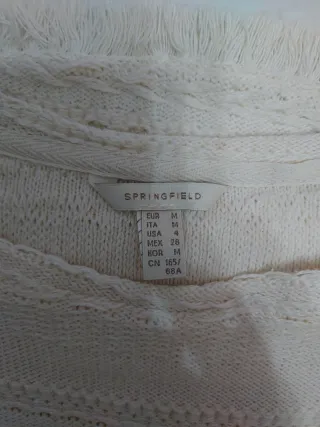 SPRINGFIELD
EUR M
ITA M
USA 4
MEX 28
KOR M
CN 165/
88A